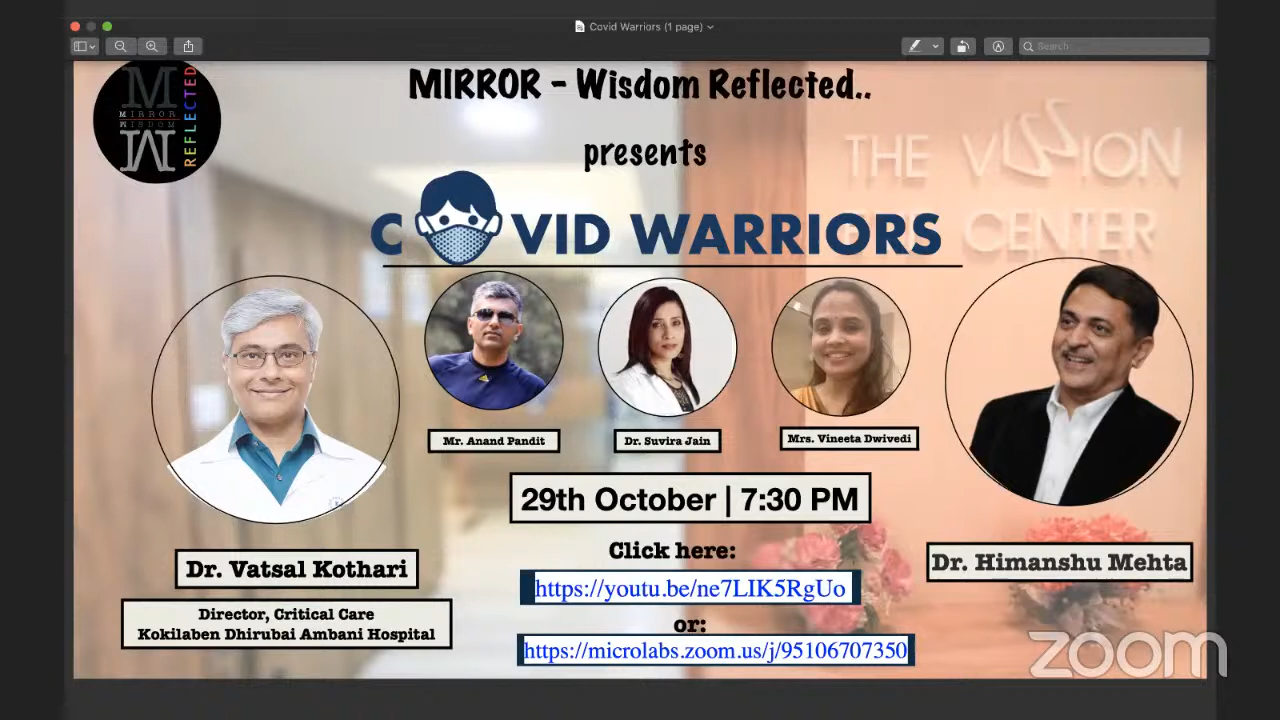 Covid Warriors (1 page)
Search
MIRROR - Wisdom Reflected..
presents
COVID WARRIORS
M
MIRROR
WISDOM
REFLECTED
THE VISION
CENTER
Mr. Anand Pandit
Dr. Suvira Jain
Mrs. Vineeta Dwivedi
29th October | 7:30 PM
Dr. Vatsal Kothari
Director, Critical Care
Kokilaben Dhirubai Ambani Hospital
Dr. Himanshu Mehta
Click here:
https://youtu.be/ne7LIK5RgUo
or:
https://microlabs.zoom.us/j/95106707350
zoom